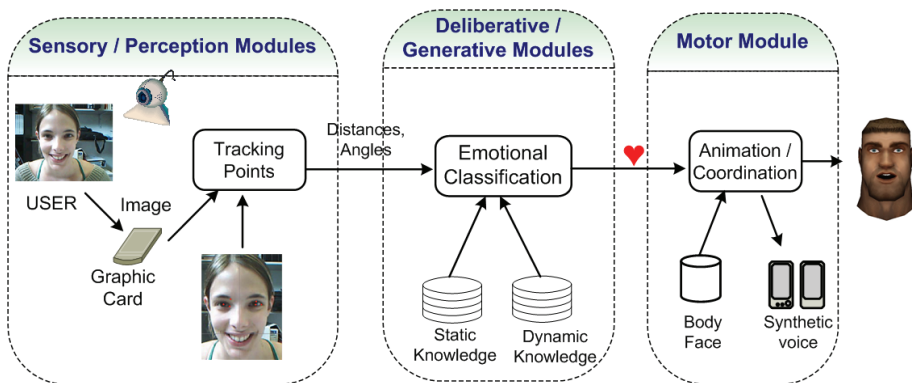 Sensory / Perception Modules
Deliberative /
Generative Modules
Motor Module
USER
Image
Graphic
Card
Tracking
Points
Distances,
Angles
Emotional
Classification
Static
Knowledge
Dynamic
Knowledge
Animation /
Coordination
Body
Face
Synthetic
voice